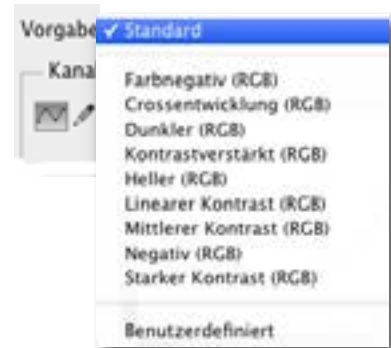 Vorgabe ✓ Standard
Kana
Farbnegativ (RGB)
Crossentwicklung (RGB)
Dunkler (RGB)
Kontrastverstärkt (RGB)
Heller (RGB)
Linearer Kontrast (RGB)
Mittlerer Kontrast (RGB)
Negativ (RGB)
Starker Kontrast (RGB)
Benutzerdefiniert